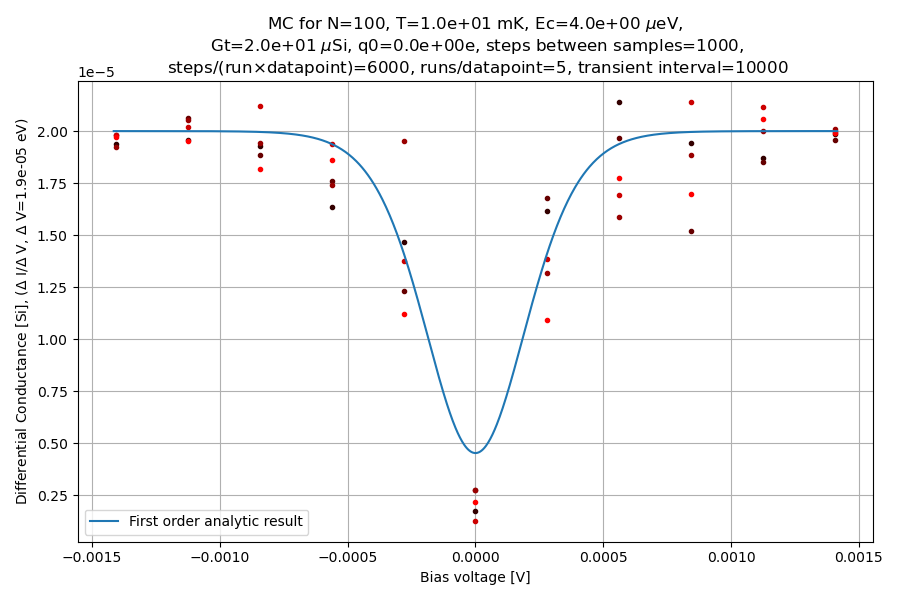 MC for N=100, T=1.0e+01 mK, Ec=4.0e+00 μeV,
Gt=2.0e+01 μSi, q0=0.0e+00e, steps between samples=1000,
steps/(run×datapoint)=6000, runs/datapoint=5, transient interval=10000
1e−5
2.00
1.75
1.50
1.25
1.00
0.75
0.50
0.25
Differential Conductance [Si], (Δ I/Δ V, Δ V=1.9e-05 eV)
First order analytic result
−0.0015 −0.0010 −0.0005 0.0000 0.0005 0.0010 0.0015
Bias voltage [V]